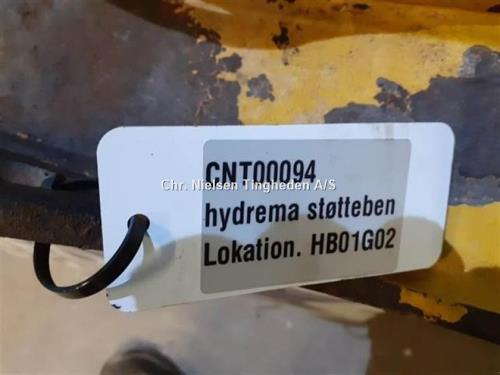 CNT00094
Chr. Nielsen Tingheden A/S
hydrema støtteben
Lokation. HB01G02